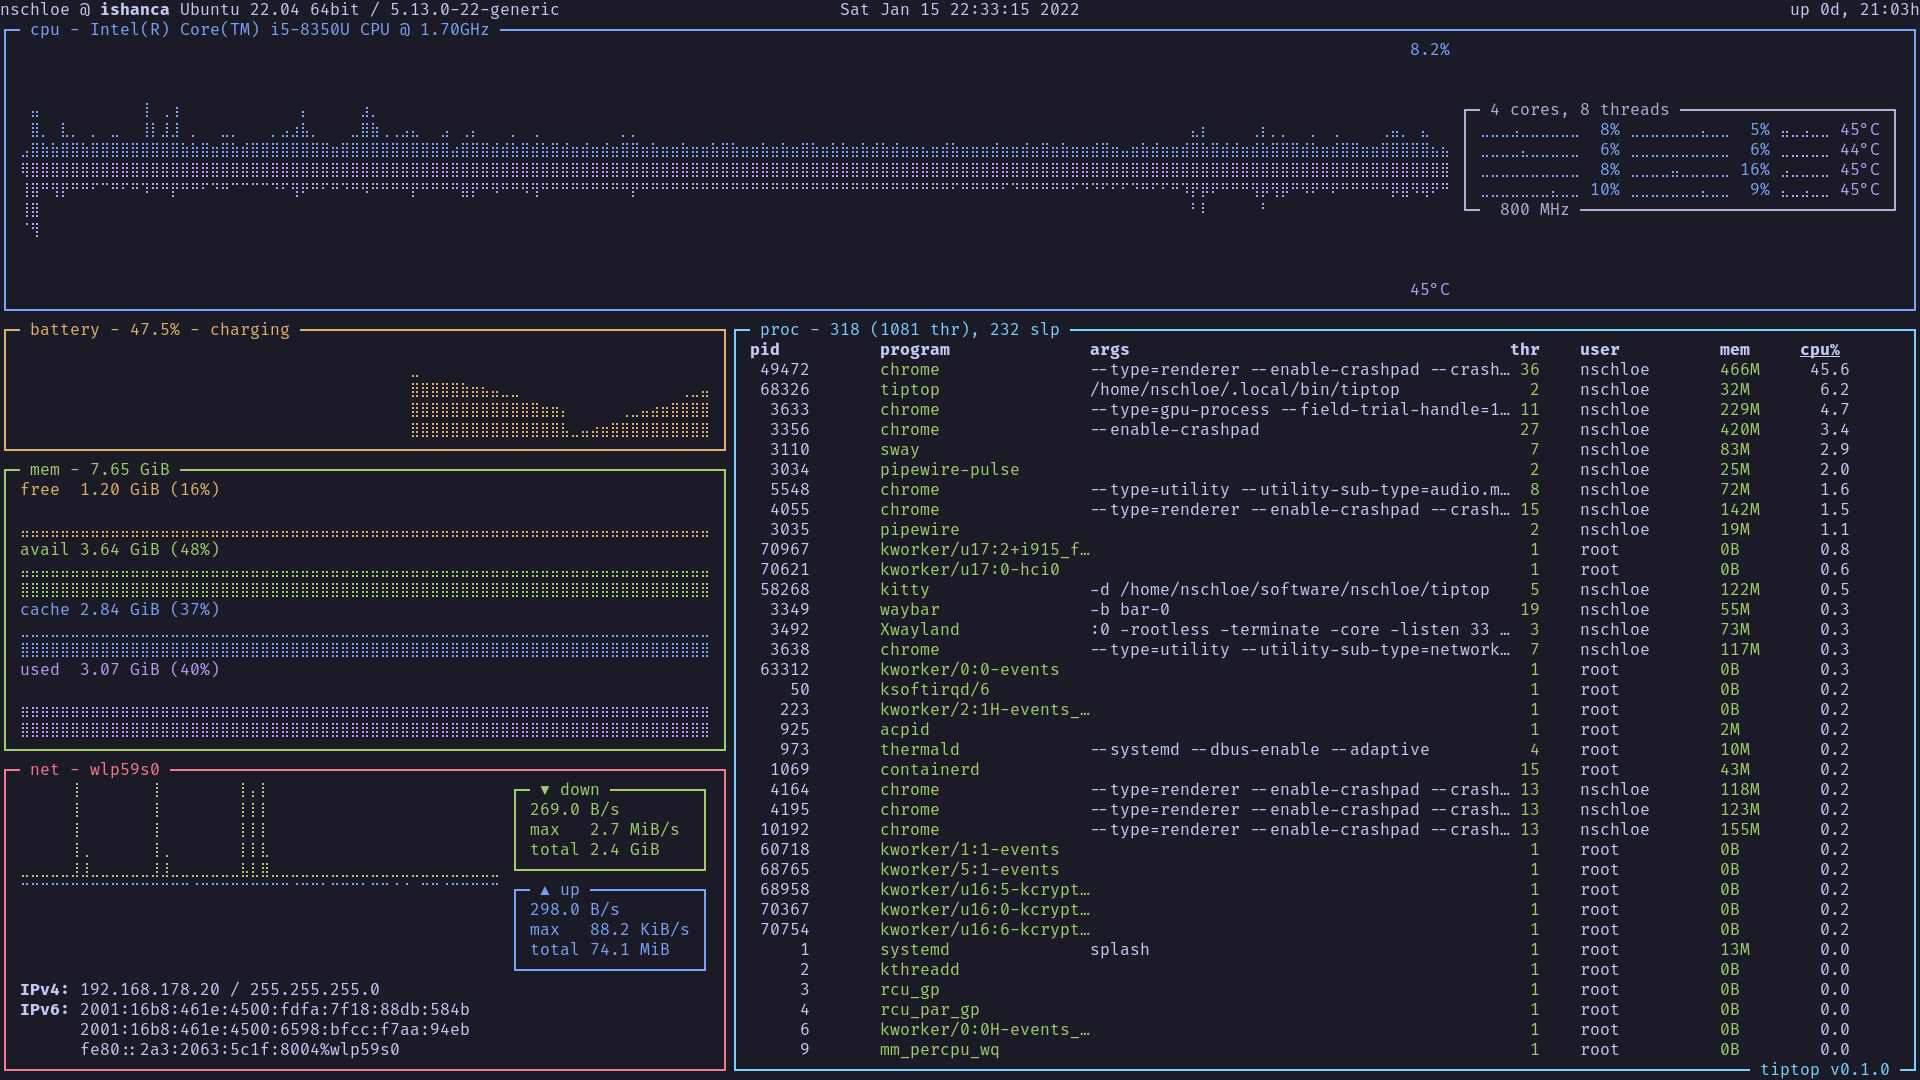 nschloe @ ishanca Ubuntu 22.04 64bit / 5.13.0-22-generic Sat Jan 15 22:33:15 2022 up 0d, 21:03h
cpu - Intel(R) Core(TM) i5-8350U CPU @ 1.70GHz
8.2%
4 cores, 8 threads
8% 5% 45°C
6% 6% 44°C
8% 16% 45°C
10% 9% 45°C
800 MHz
45°C
battery - 47.5% - charging
mem - 7.65 GiB
free 1.20 GiB (16%)
avail 3.64 GiB (48%)
cache 2.84 GiB (37%)
used 3.07 GiB (40%)
net - wlp59s0
▼ down
269.0 B/s
max 2.7 MiB/s
total 2.4 GiB
▲ up
298.0 B/s
max 88.2 KiB/s
total 74.1 MiB
IPv4: 192.168.178.20 / 255.255.255.0
IPv6: 2001:16b8:461e:4500:fdfa:7f18:88db:584b
2001:16b8:461e:4500:6598:bfcc:f7aa:94eb
fe80::2a3:2063:5c1f:8004%wlp59s0
proc - 318 (1081 thr), 232 slp
pid program args thr user mem cpu%
49472 chrome --type=renderer --enable-crashpad --crash… 36 nschloe 466M 45.6
68326 tiptop /home/nschloe/.local/bin/tiptop 2 nschloe 32M 6.2
3633 chrome --type=gpu-process --field-trial-handle=1… 11 nschloe 229M 4.7
3356 chrome --enable-crashpad 27 nschloe 420M 3.4
3110 sway 7 nschloe 83M 2.9
3034 pipewire-pulse 2 nschloe 25M 2.0
5548 chrome --type=utility --utility-sub-type=audio.m… 8 nschloe 72M 1.6
4055 chrome --type=renderer --enable-crashpad --crash… 15 nschloe 142M 1.5
3035 pipewire 2 nschloe 19M 1.1
70967 kworker/u17:2+i915_f… 1 root 0B 0.8
70621 kworker/u17:0-hci0 1 root 0B 0.6
58268 kitty -d /home/nschloe/software/nschloe/tiptop 5 nschloe 122M 0.5
3349 waybar -b bar-0 19 nschloe 55M 0.3
3492 Xwayland :0 -rootless -terminate -core -listen 33 … 3 nschloe 73M 0.3
3638 chrome --type=utility --utility-sub-type=network… 7 nschloe 117M 0.3
63312 kworker/0:0-events 1 root 0B 0.3
50 ksoftirqd/6 1 root 0B 0.2
223 kworker/2:1H-events_… 1 root 0B 0.2
925 acpid 1 root 2M 0.2
973 thermald --systemd --dbus-enable --adaptive 4 root 10M 0.2
1069 containerd 15 root 43M 0.2
4164 chrome --type=renderer --enable-crashpad --crash… 13 nschloe 118M 0.2
4195 chrome --type=renderer --enable-crashpad --crash… 13 nschloe 123M 0.2
10192 chrome --type=renderer --enable-crashpad --crash… 13 nschloe 155M 0.2
60718 kworker/1:1-events 1 root 0B 0.2
68765 kworker/5:1-events 1 root 0B 0.2
68958 kworker/u16:5-kcrypt… 1 root 0B 0.2
70367 kworker/u16:0-kcrypt… 1 root 0B 0.2
70754 kworker/u16:6-kcrypt… 1 root 0B 0.2
1 systemd splash 1 root 13M 0.0
2 kthreadd 1 root 0B 0.0
3 rcu_gp 1 root 0B 0.0
4 rcu_par_gp 1 root 0B 0.0
6 kworker/0:0H-events_… 1 root 0B 0.0
9 mm_percpu_wq 1 root 0B 0.0
tiptop v0.1.0